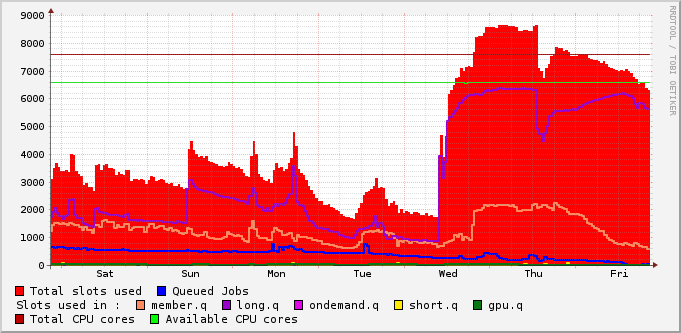 9000
8000
7000
6000
5000
4000
3000
2000
1000
0
Sat Sun Mon Tue Wed Thu Fri
Total slots used Queued Jobs
Slots used in : member.q long.q ondemand.q short.q gpu.q
Total CPU cores Available CPU cores
RRDTOOL / TOBI OETIKER